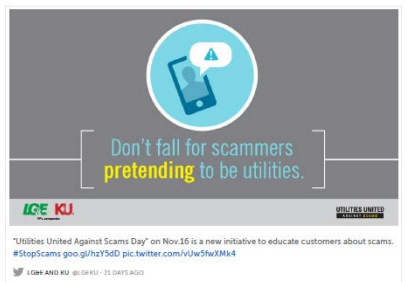 Don't fall for scammers
pretending to be utilities.
LG&E KU
PPL companies
UTILITIES UNITED
AGAINST SCAMS
"Utilities United Against Scams Day" on Nov.16 is a new initiative to educate customers about scams.
#StopScams goo.gl/hzY5dD pic.twitter.com/vUw5fwXMk4
LG&E AND KU @LGEKU - 21 DAYS AGO